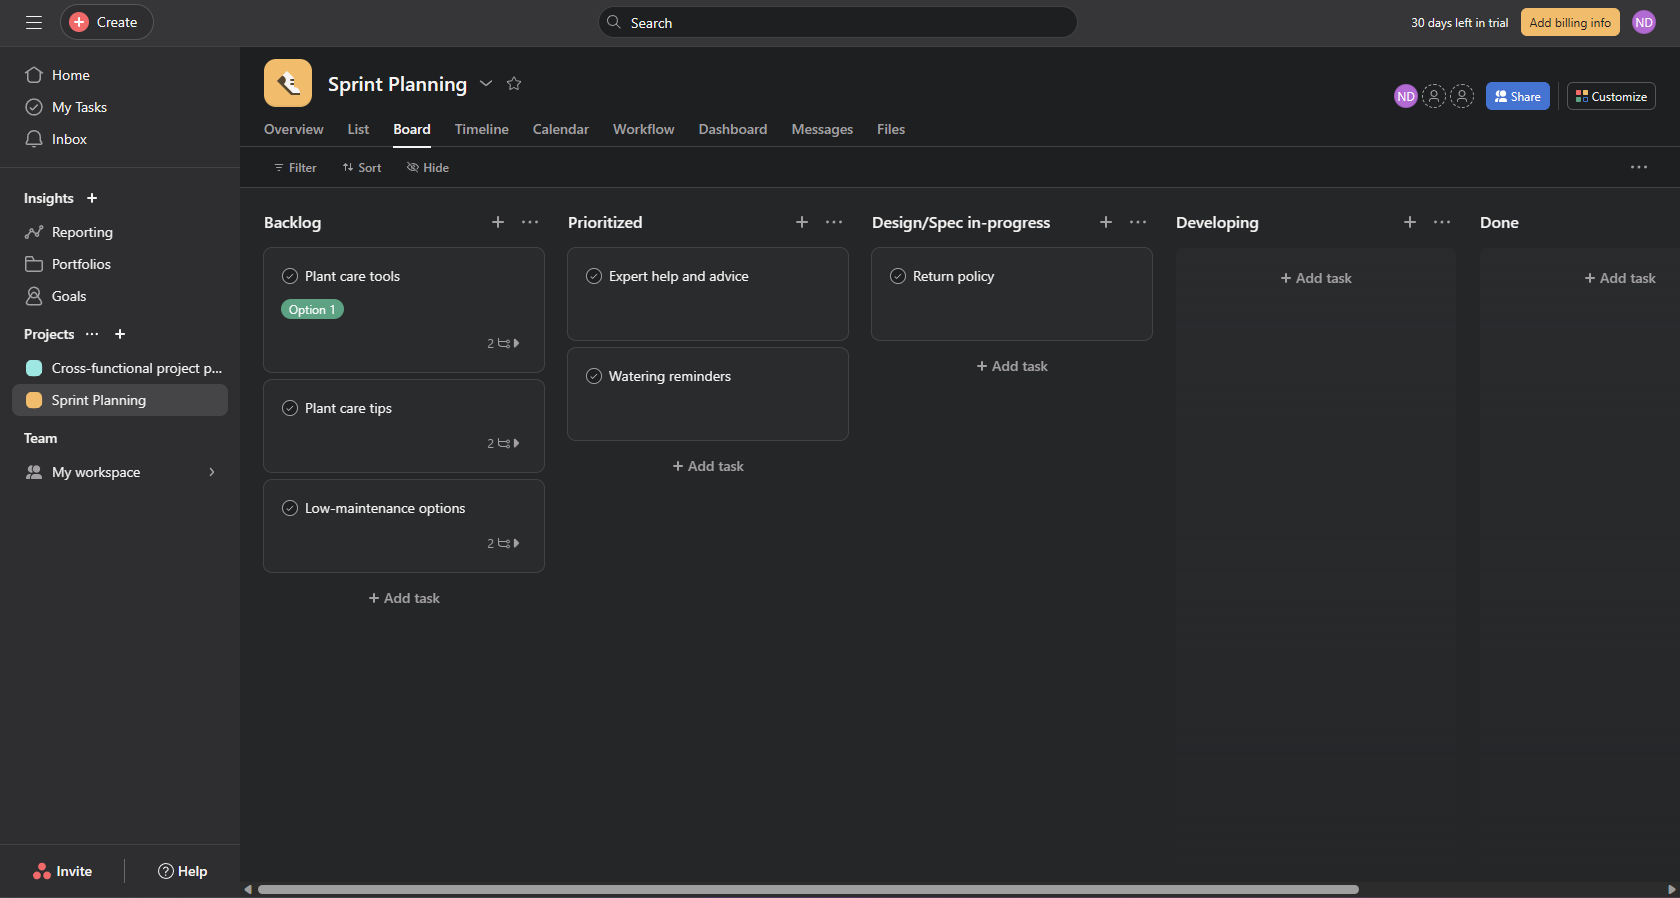 Create
Search
30 days left in trial
Add billing info
ND
Home
My Tasks
Inbox
Insights
Reporting
Portfolios
Goals
Projects
Cross-functional project p...
Sprint Planning
Team
My workspace
Invite
Help
Sprint Planning
ND
Share
Customize
Overview List Board Timeline Calendar Workflow Dashboard Messages Files
Filter Sort Hide
Backlog
Plant care tools
Option 1
2
Plant care tips
2
Low-maintenance options
2
+ Add task
Prioritized
Expert help and advice
Watering reminders
+ Add task
Design/Spec in-progress
Return policy
+ Add task
Developing
+ Add task
Done
+ Add task